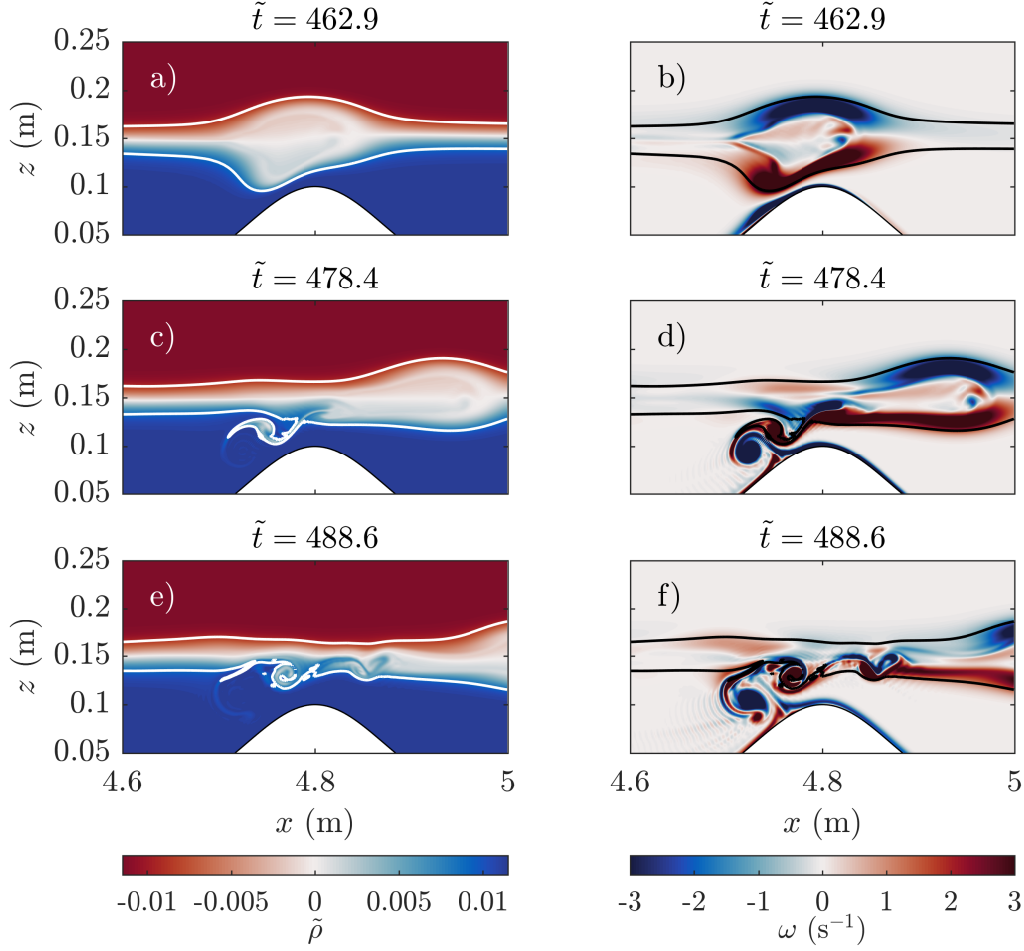 t̃ = 462.9
t̃ = 462.9
0.25
0.2
0.15
0.1
0.05
z (m)
a)
b)
t̃ = 478.4
t̃ = 478.4
0.25
0.2
0.15
0.1
0.05
z (m)
c)
d)
t̃ = 488.6
t̃ = 488.6
0.25
0.2
0.15
0.1
0.05
z (m)
e)
f)
4.6 4.8 5
4.6 4.8 5
x (m)
x (m)
-0.01 -0.005 0 0.005 0.01
ρ̃
-3 -2 -1 0 1 2 3
ω (s⁻¹)